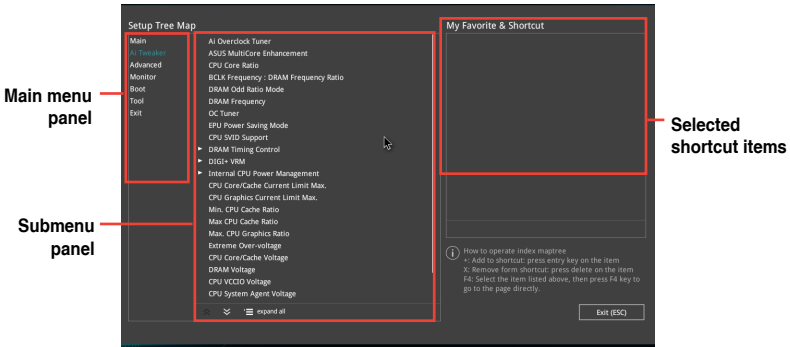 Setup Tree Map
My Favorite & Shortcut
Main
AI Tweaker
Advanced
Monitor
Boot
Tool
Exit
Ai Overclock Tuner
ASUS MultiCore Enhancement
CPU Core Ratio
BCLK Frequency : DRAM Frequency Ratio
DRAM Odd Ratio Mode
DRAM Frequency
OC Tuner
EPU Power Saving Mode
CPU SVID Support
DRAM Timing Control
DIGI+ VRM
Internal CPU Power Management
CPU Core/Cache Current Limit Max.
CPU Graphics Current Limit Max.
Min. CPU Cache Ratio
Max CPU Cache Ratio
Max. CPU Graphics Ratio
Extreme Over-voltage
CPU Core/Cache Voltage
DRAM Voltage
CPU VCCIO Voltage
CPU System Agent Voltage
expand all
How to operate index maptree
+: Add to shortcut: press entry key on the item
X: Remove form shortcut: press delete on the item
F4: Select the item listed above, then press F4 key to
go to the page directly.
Exit (ESC)
Main menu
panel
Submenu
panel
Selected
shortcut items